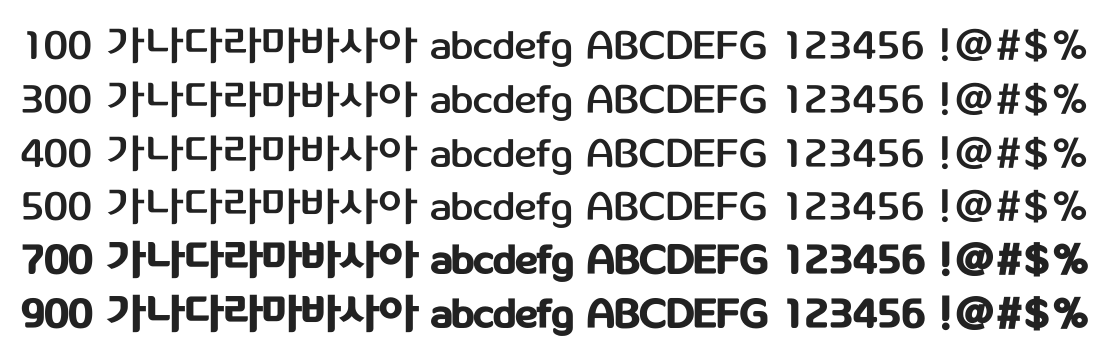 100 가나다라마바사아 abcdefg ABCDEFG 123456 !@#$%
300 가나다라마바사아 abcdefg ABCDEFG 123456 !@#$%
400 가나다라마바사아 abcdefg ABCDEFG 123456 !@#$%
500 가나다라마바사아 abcdefg ABCDEFG 123456 !@#$%
700 가나다라마바사아 abcdefg ABCDEFG 123456 !@#$%
900 가나다라마바사아 abcdefg ABCDEFG 123456 !@#$%